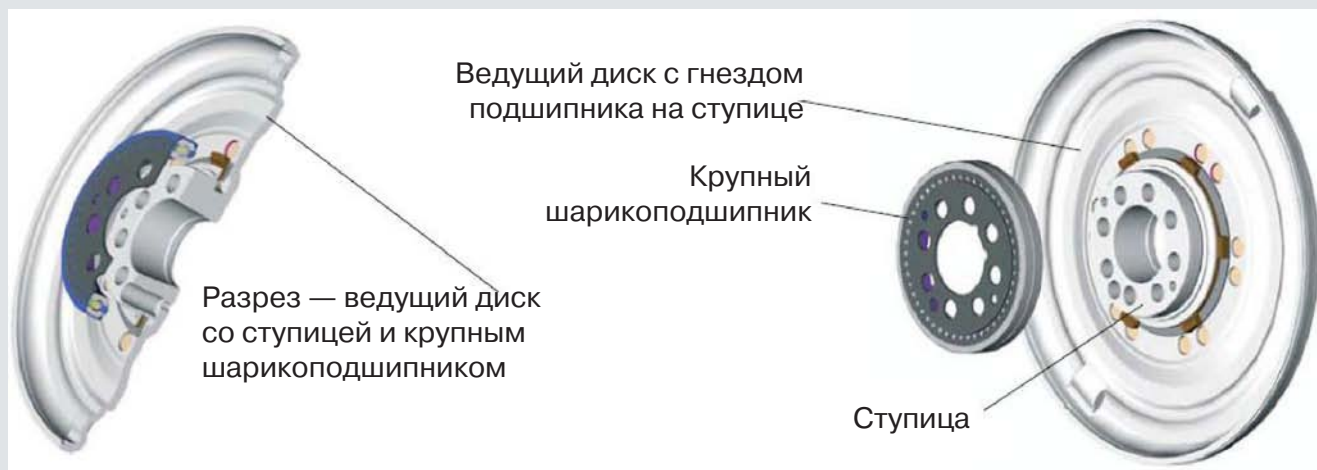 Ведущий диск с гнездом
подшипника на ступице
Крупный
шарикоподшипник
Разрез — ведущий диск
со ступицей и крупным
шарикоподшипником
Ступица